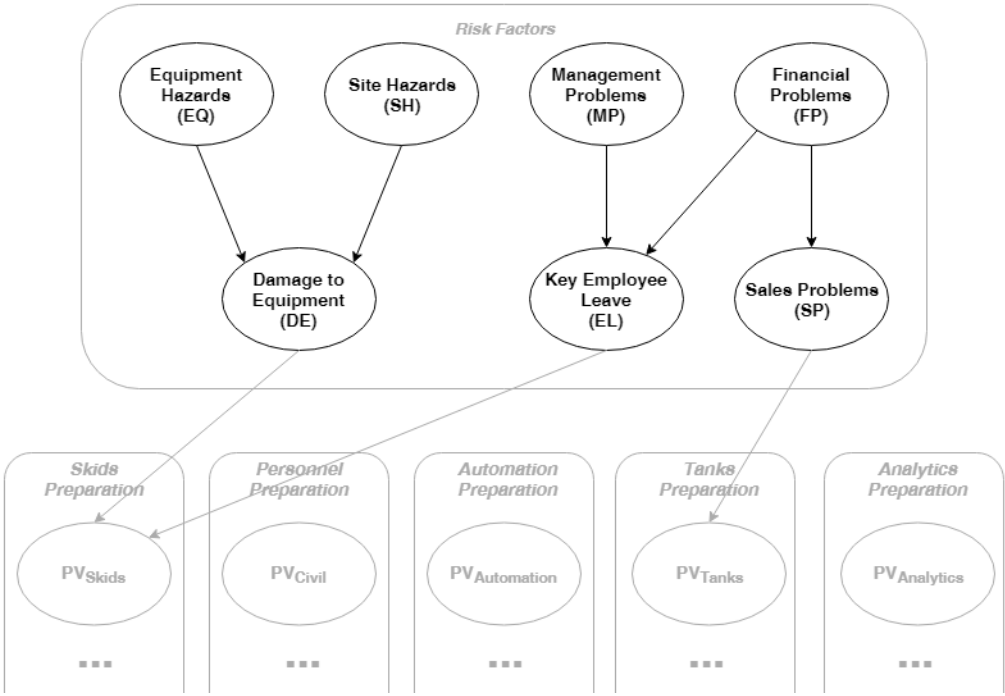 Risk Factors
Equipment
Hazards
(EQ)
Site Hazards
(SH)
Management
Problems
(MP)
Financial
Problems
(FP)
Damage to
Equipment
(DE)
Key Employee
Leave
(EL)
Sales Problems
(SP)
Skids
Preparation
Personnel
Preparation
Automation
Preparation
Tanks
Preparation
Analytics
Preparation
PVSkids
PVCivil
PVAutomation
PVTanks
PVAnalytics
...
...
...
...
...